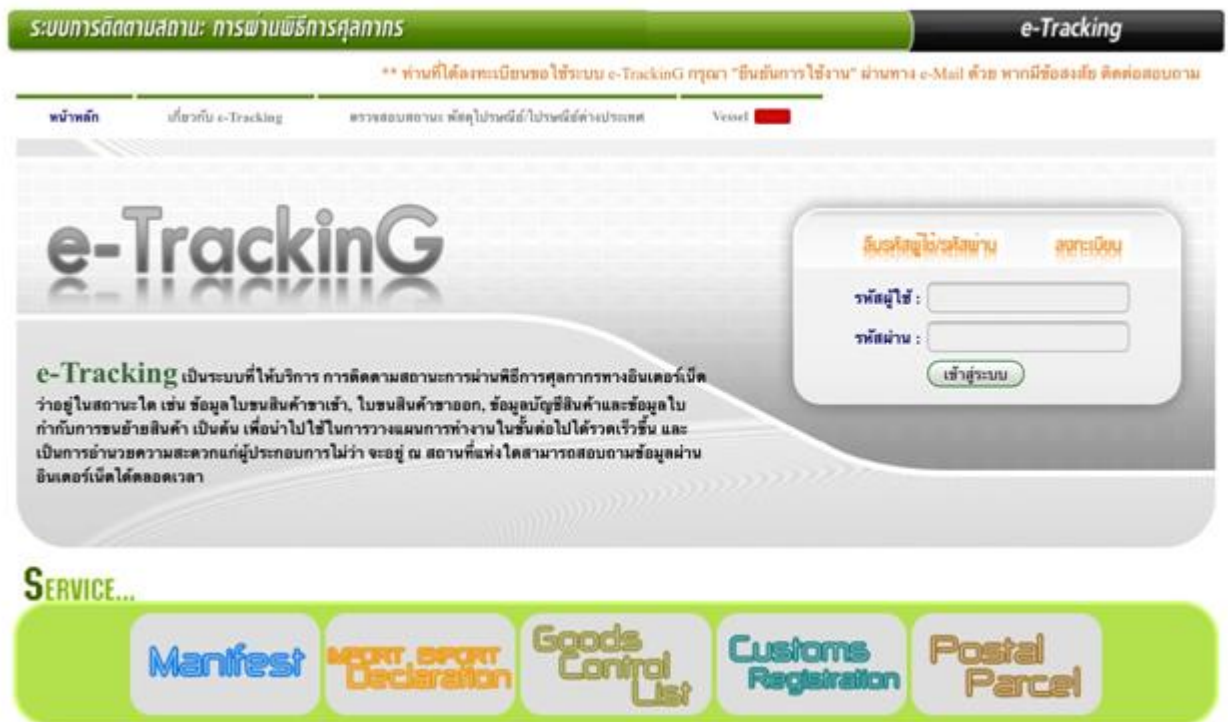 ระบบการติดตามสถานะ การผ่านพิธีการศุลกากร
e-Tracking
** ท่านที่ได้ลงทะเบียนขอใช้ระบบ e-TrackinG กรุณา "ยืนยันการใช้งาน" ผ่านทาง e-Mail ด้วย หากมีข้อสงสัย ติดต่อสอบถาม
หน้าหลัก เกี่ยวกับ e-Tracking ตรวจสอบสถานะ พัสดุไปรษณีย์/ไปรษณีย์ต่างประเทศ Vessel
e-TrackinG
ลืมรหัสผู้ใช้/รหัสผ่าน ลงทะเบียน
รหัสผู้ใช้ :
รหัสผ่าน :
เข้าสู่ระบบ
e-Tracking เป็นระบบที่ให้บริการ การติดตามสถานะการผ่านพิธีการศุลกากรทางอินเตอร์เน็ต
ว่าอยู่ในสถานะใด เช่น ข้อมูลใบขนสินค้าขาเข้า, ใบขนสินค้าขาออก, ข้อมูลบัญชีสินค้าและข้อมูลใบ
กำกับการขนย้ายสินค้า เป็นต้น เพื่อนำไปใช้ในการวางแผนการทำงานในขั้นต่อไปได้รวดเร็วขึ้น และ
เป็นการอำนวยความสะดวกแก่ผู้ประกอบการไม่ว่า จะอยู่ ณ สถานที่แห่งใดสามารถสอบถามข้อมูลผ่าน
อินเตอร์เน็ตได้ตลอดเวลา
SERVICE...
Manifest
IMPORT EXPORT
Declaration
Goods
Control
List
Customs
Registration
Postal
Parcel